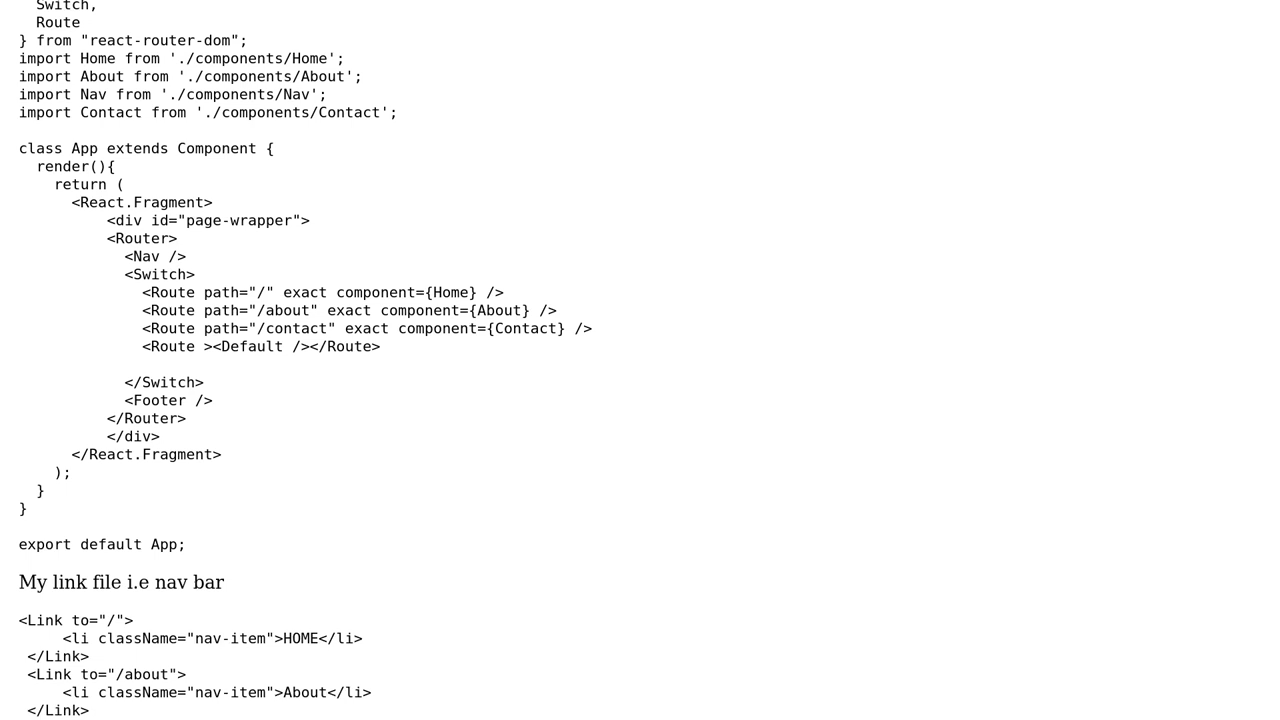 Switch,
  Route
} from "react-router-dom";
import Home from './components/Home';
import About from './components/About';
import Nav from './components/Nav';
import Contact from './components/Contact';

class App extends Component {
  render(){
    return (
      <React.Fragment>
          <div id="page-wrapper">
          <Router>
            <Nav />
            <Switch>
              <Route path="/" exact component={Home} />
              <Route path="/about" exact component={About} />
              <Route path="/contact" exact component={Contact} />
              <Route ><Default /></Route>

            </Switch>
            <Footer />
          </Router>
          </div>
      </React.Fragment>
    );
  }
}

export default App;

My link file i.e nav bar

<Link to="/">
     <li className="nav-item">HOME</li>
 </Link>
 <Link to="/about">
     <li className="nav-item">About</li>
 </Link>